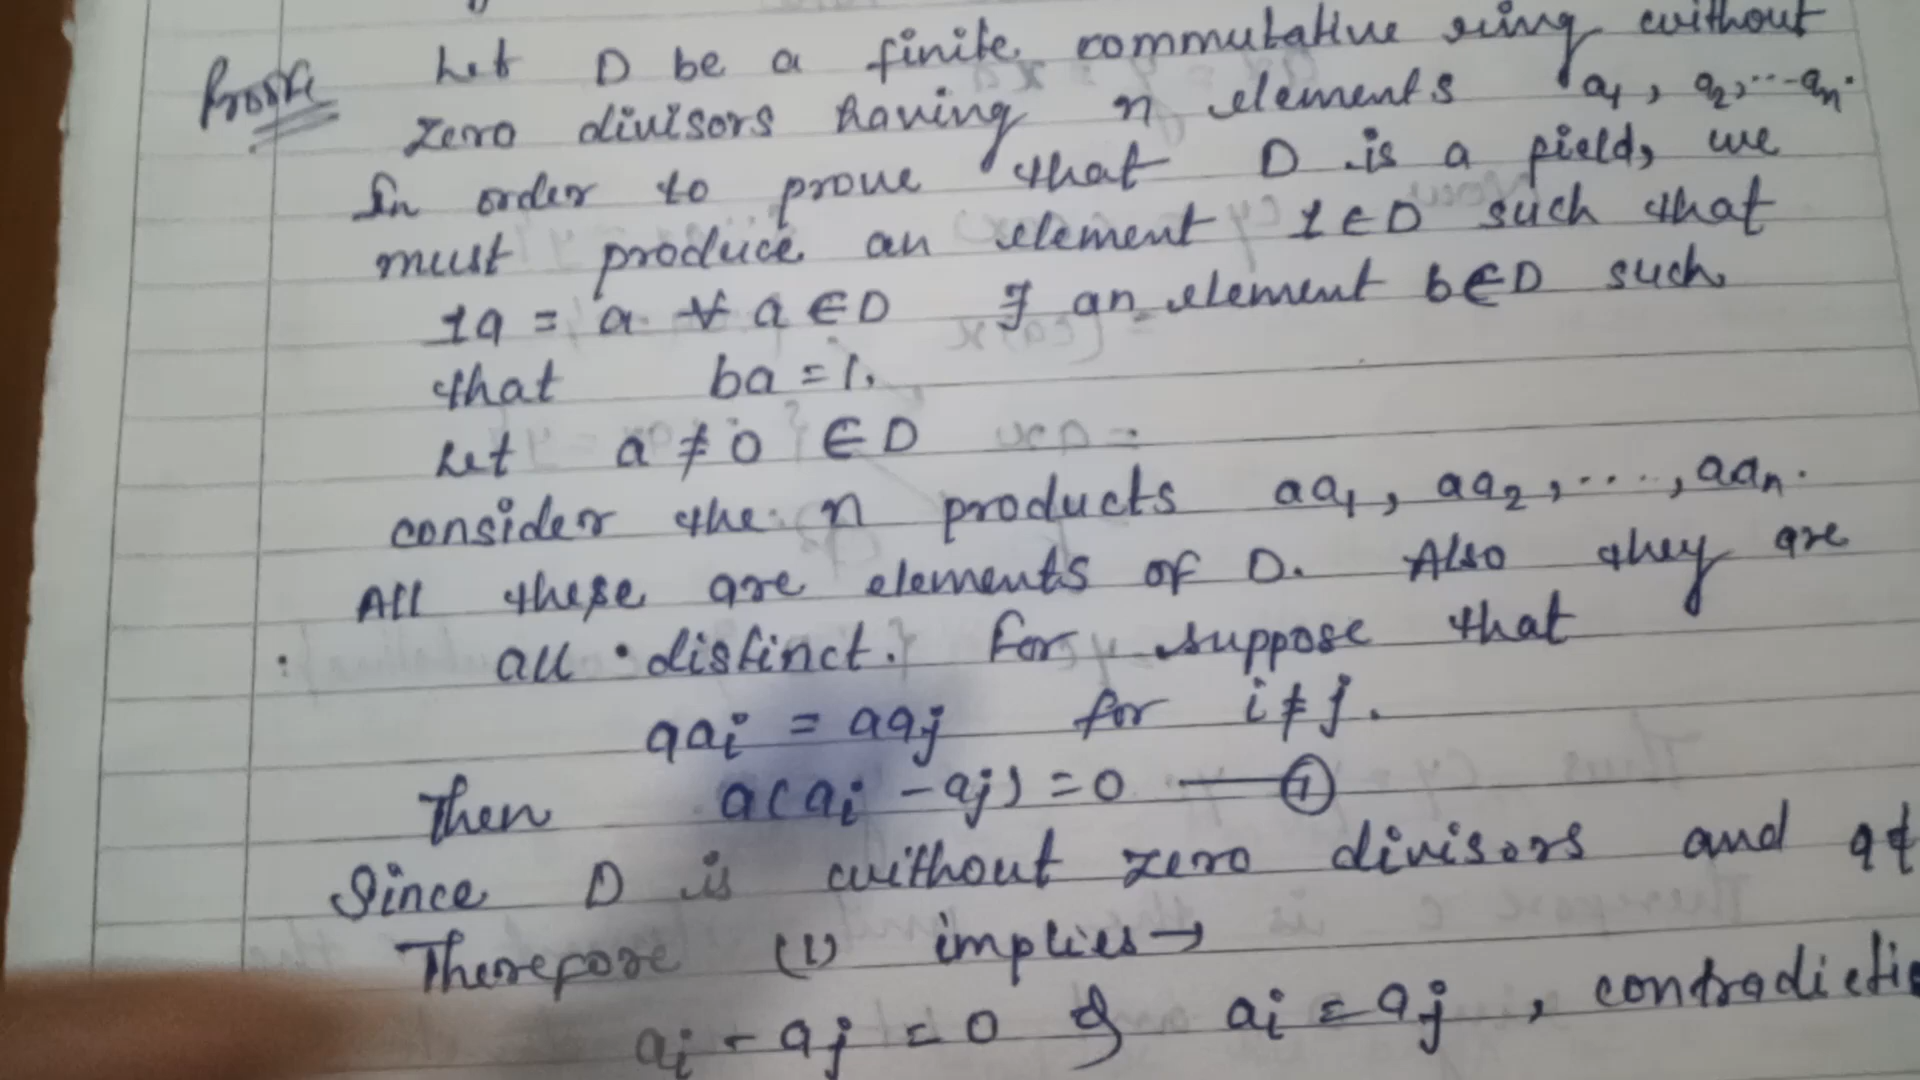 Proof: Let D be a finite commutative ring without
zero divisors having n elements a1, a2, ... an.
In order to prove that D is a field, we
must produce an element 1 ∈ D such that
1a = a ∀ a ∈ D ∃ an element b ∈ D such
that ba = 1.
Let a ≠ 0 ∈ D
consider the n products aa1, aa2, ...., aan.
All these are elements of D. Also they are
all distinct. For suppose that
aai = aaj for i ≠ j.
Then a(ai - aj) = 0 — ①
Since D is without zero divisors and a ≠
Therefore (1) implies →
ai - aj = 0 & ai = aj, contradictio